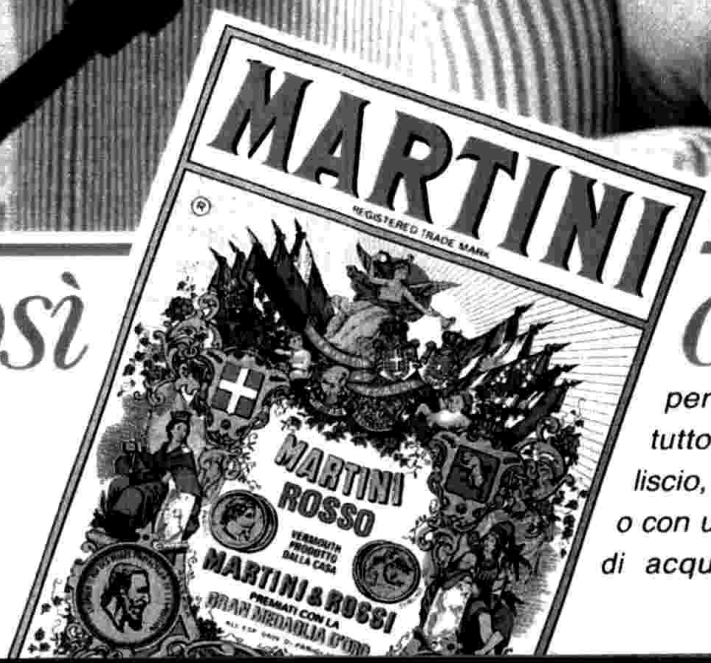 MARTINI
REGISTERED TRADE MARK
®
sì
per
tutto
liscio,
o con u
di acqu
MARTINI
ROSSO
VERMOUTH
PRODOTTO
DALLA CASA
MARTINI & ROSSI
PREMIATI CON LA
GRAN MEDAGLIA D'ORO